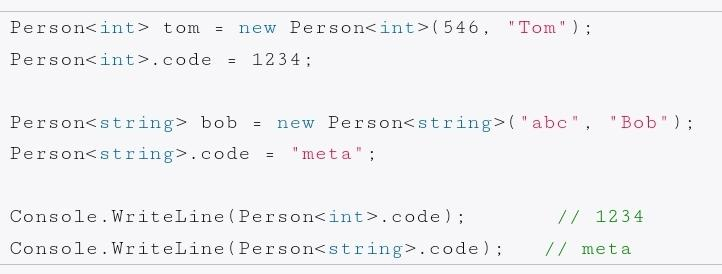 Person<int> tom = new Person<int>(546, "Tom");
Person<int>.code = 1234;
Person<string> bob = new Person<string>("abc", "Bob");
Person<string>.code = "meta";
Console.WriteLine(Person<int>.code);       // 1234
Console.WriteLine(Person<string>.code);   // meta